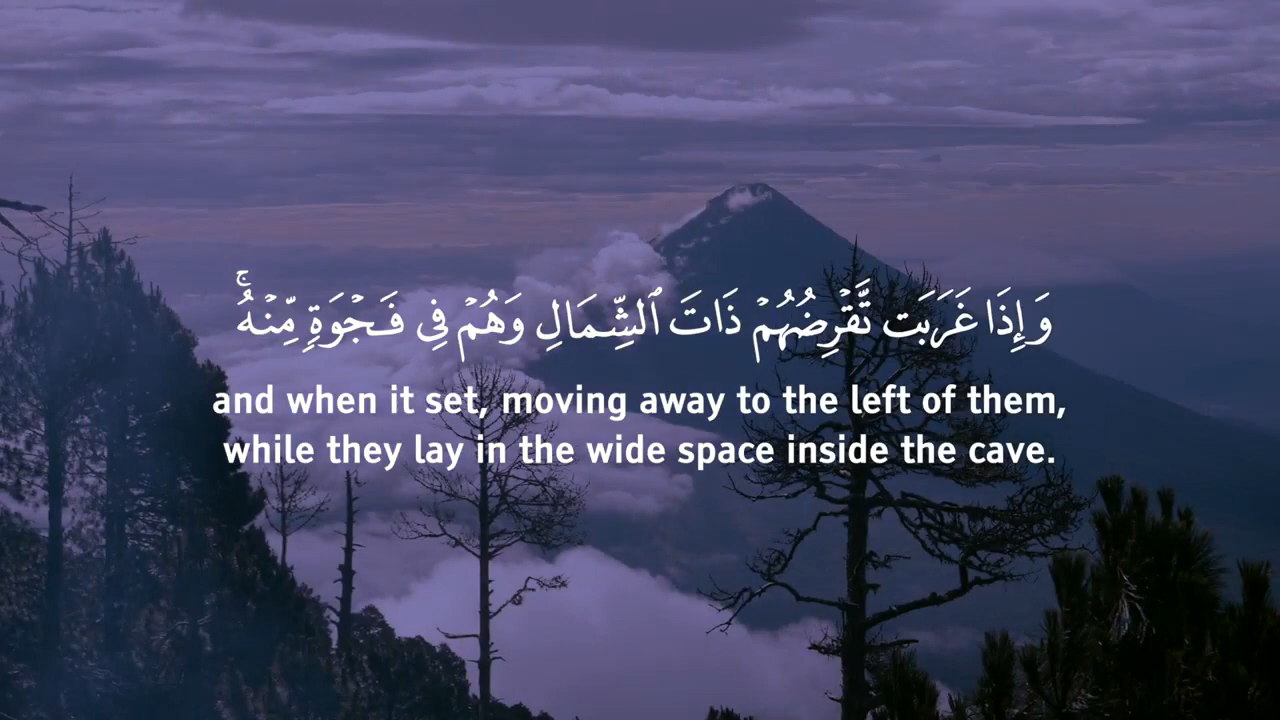 وَإِذَا غَرَبَت تَّقۡرِضُهُمۡ ذَاتَ ٱلشِّمَالِ وَهُمۡ فِي فَجۡوَةٖ مِّنۡهُۚ
and when it set, moving away to the left of them,
while they lay in the wide space inside the cave.